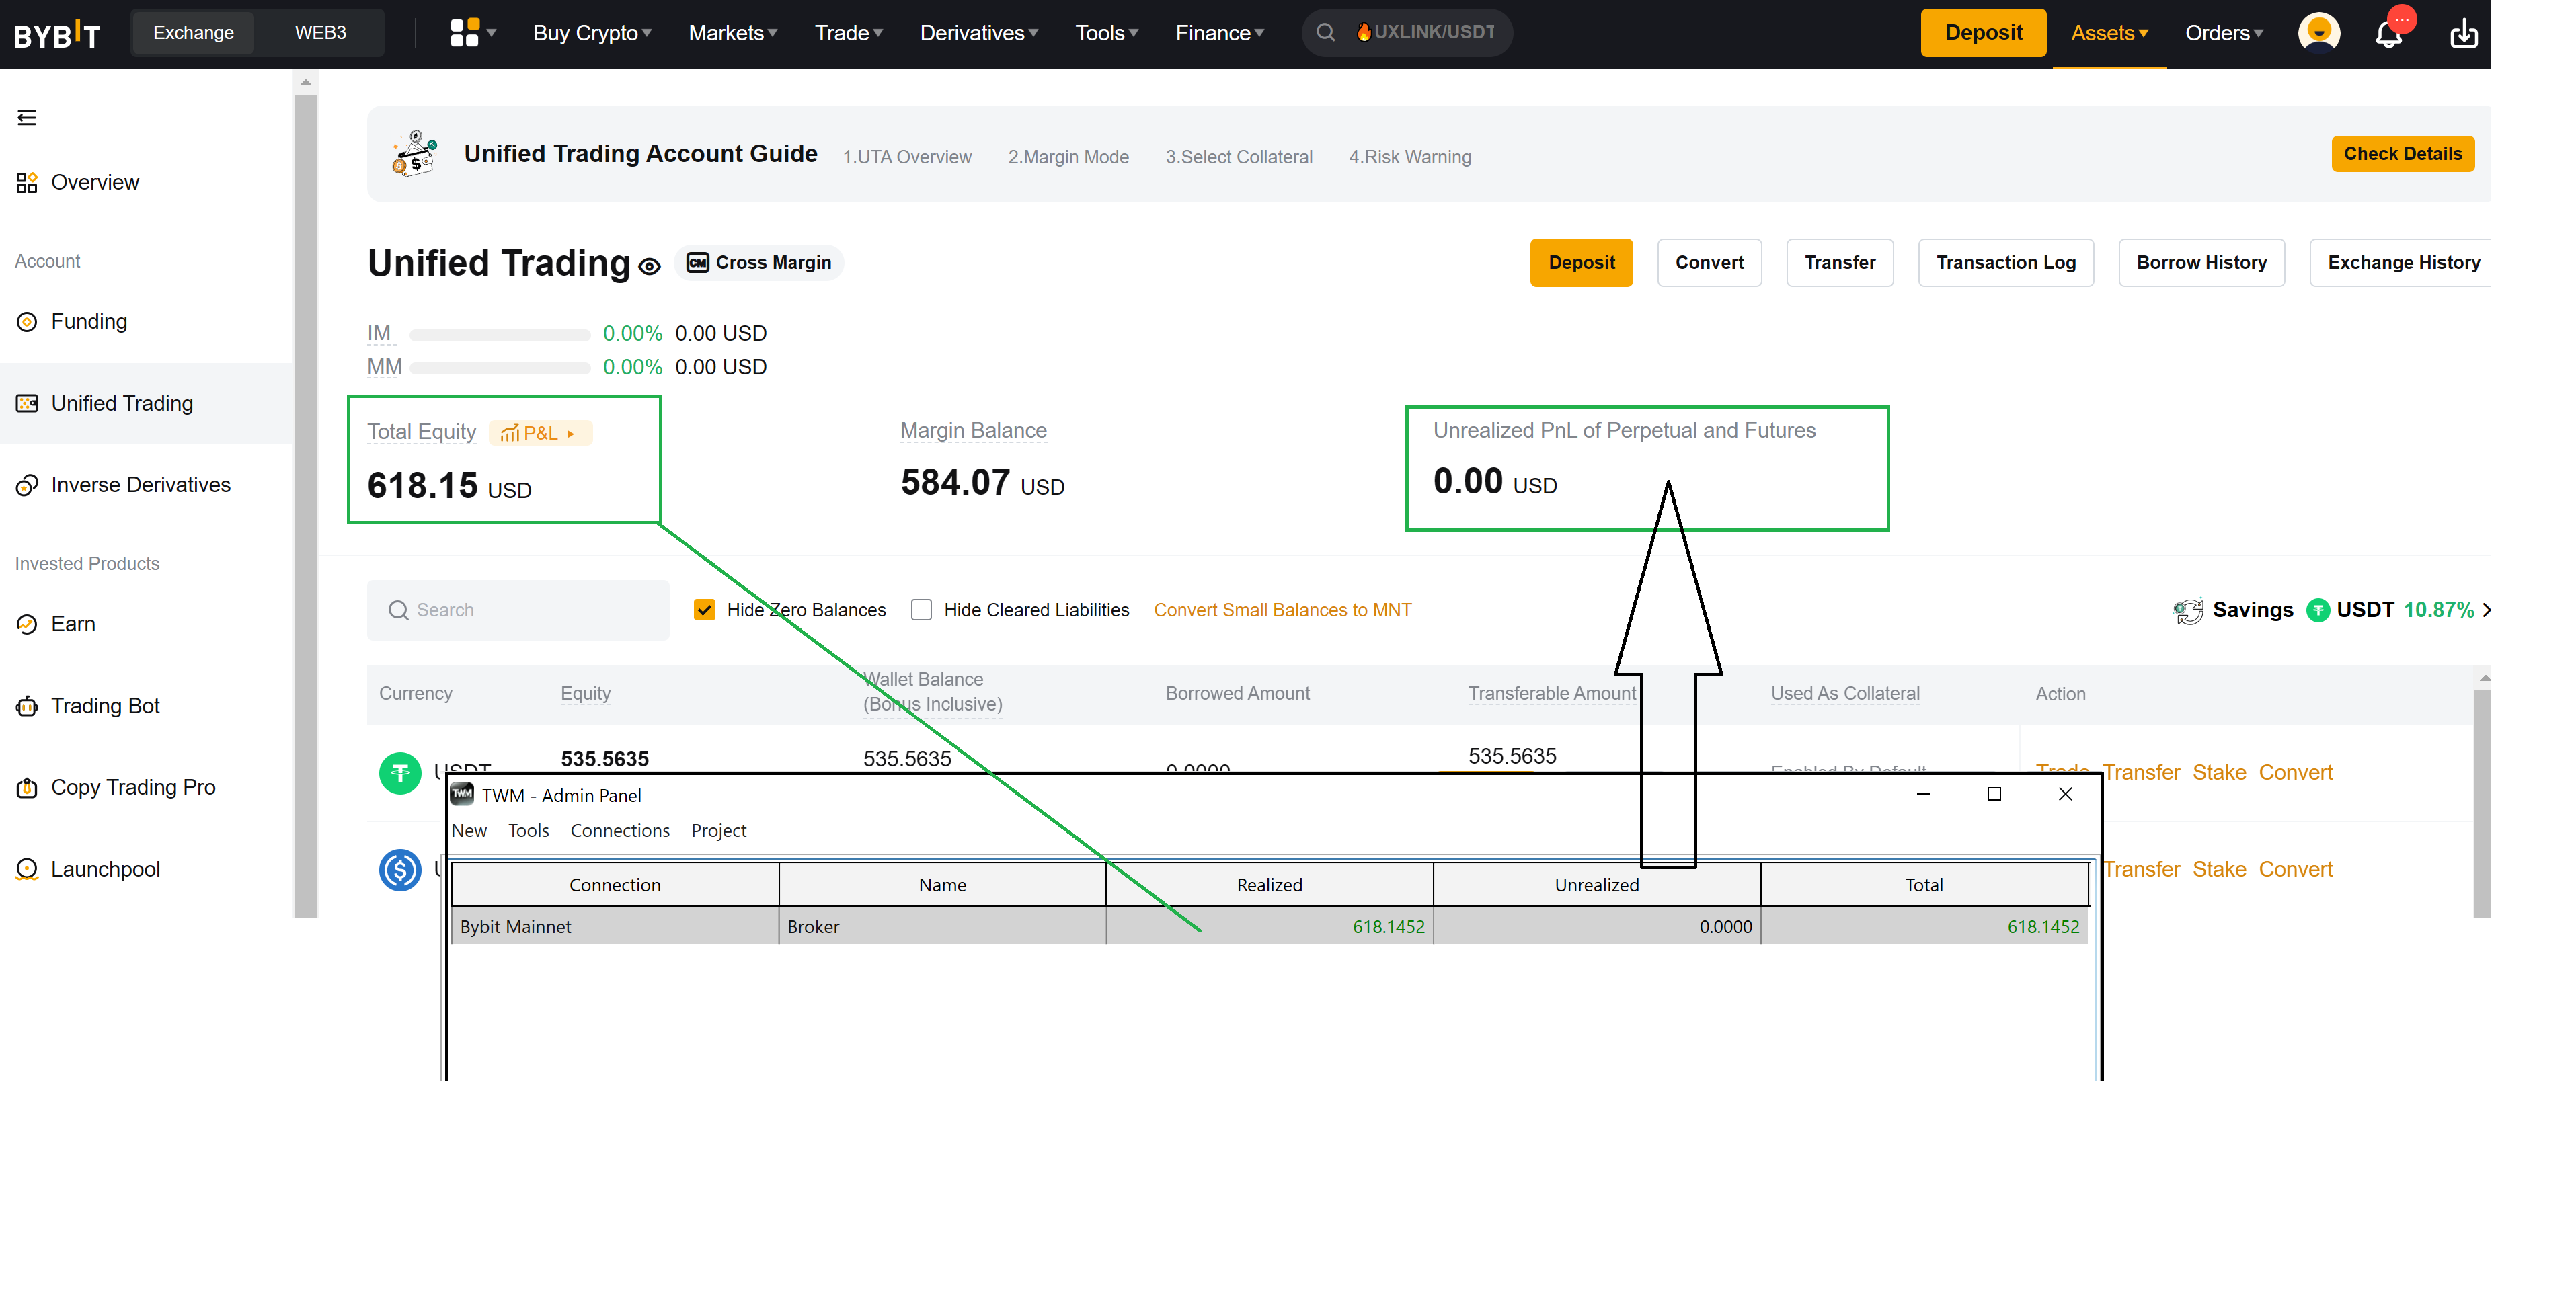 BYBIT Exchange WEB3 Buy Crypto Markets Trade Derivatives Tools Finance UXLINK/USDT Deposit Assets Orders
Unified Trading Account Guide 1.UTA Overview 2.Margin Mode 3.Select Collateral 4.Risk Warning Check Details
Overview
Account
Funding
Unified Trading
Inverse Derivatives
Invested Products
Earn
Trading Bot
Copy Trading Pro
Launchpool
Unified Trading CM Cross Margin Deposit Convert Transfer Transaction Log Borrow History Exchange History
IM 0.00% 0.00 USD
MM 0.00% 0.00 USD
Total Equity P&L
618.15 USD
Margin Balance
584.07 USD
Unrealized PnL of Perpetual and Futures
0.00 USD
Search Hide Zero Balances Hide Cleared Liabilities Convert Small Balances to MNT Savings USDT 10.87%
Currency Equity Wallet Balance (Bonus Inclusive) Borrowed Amount Transferable Amount Used As Collateral Action
USDT 535.5635 535.5635 0.0000 535.5635 Enabled By Default Trade Transfer Stake Convert
Transfer Stake Convert
TWM TWM - Admin Panel
New Tools Connections Project
Connection Name Realized Unrealized Total
Bybit Mainnet Broker 618.1452 0.0000 618.1452